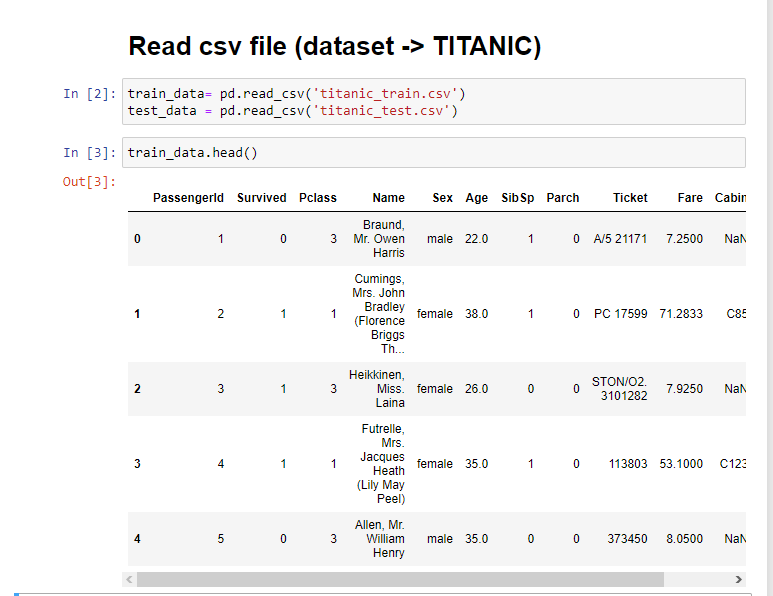 Read csv file (dataset -> TITANIC)
In [2]: train_data= pd.read_csv('titanic_train.csv')
test_data = pd.read_csv('titanic_test.csv')
In [3]: train_data.head()
Out[3]:
PassengerId Survived Pclass Name Sex Age SibSp Parch Ticket Fare Cabin
0 1 0 3 Braund, Mr. Owen Harris male 22.0 1 0 A/5 21171 7.2500 NaN
1 2 1 1 Cumings, Mrs. John Bradley (Florence Briggs Th... female 38.0 1 0 PC 17599 71.2833 C85
2 3 1 3 Heikkinen, Miss. Laina female 26.0 0 0 STON/O2. 3101282 7.9250 NaN
3 4 1 1 Futrelle, Mrs. Jacques Heath (Lily May Peel) female 35.0 1 0 113803 53.1000 C123
4 5 0 3 Allen, Mr. William Henry male 35.0 0 0 373450 8.0500 NaN